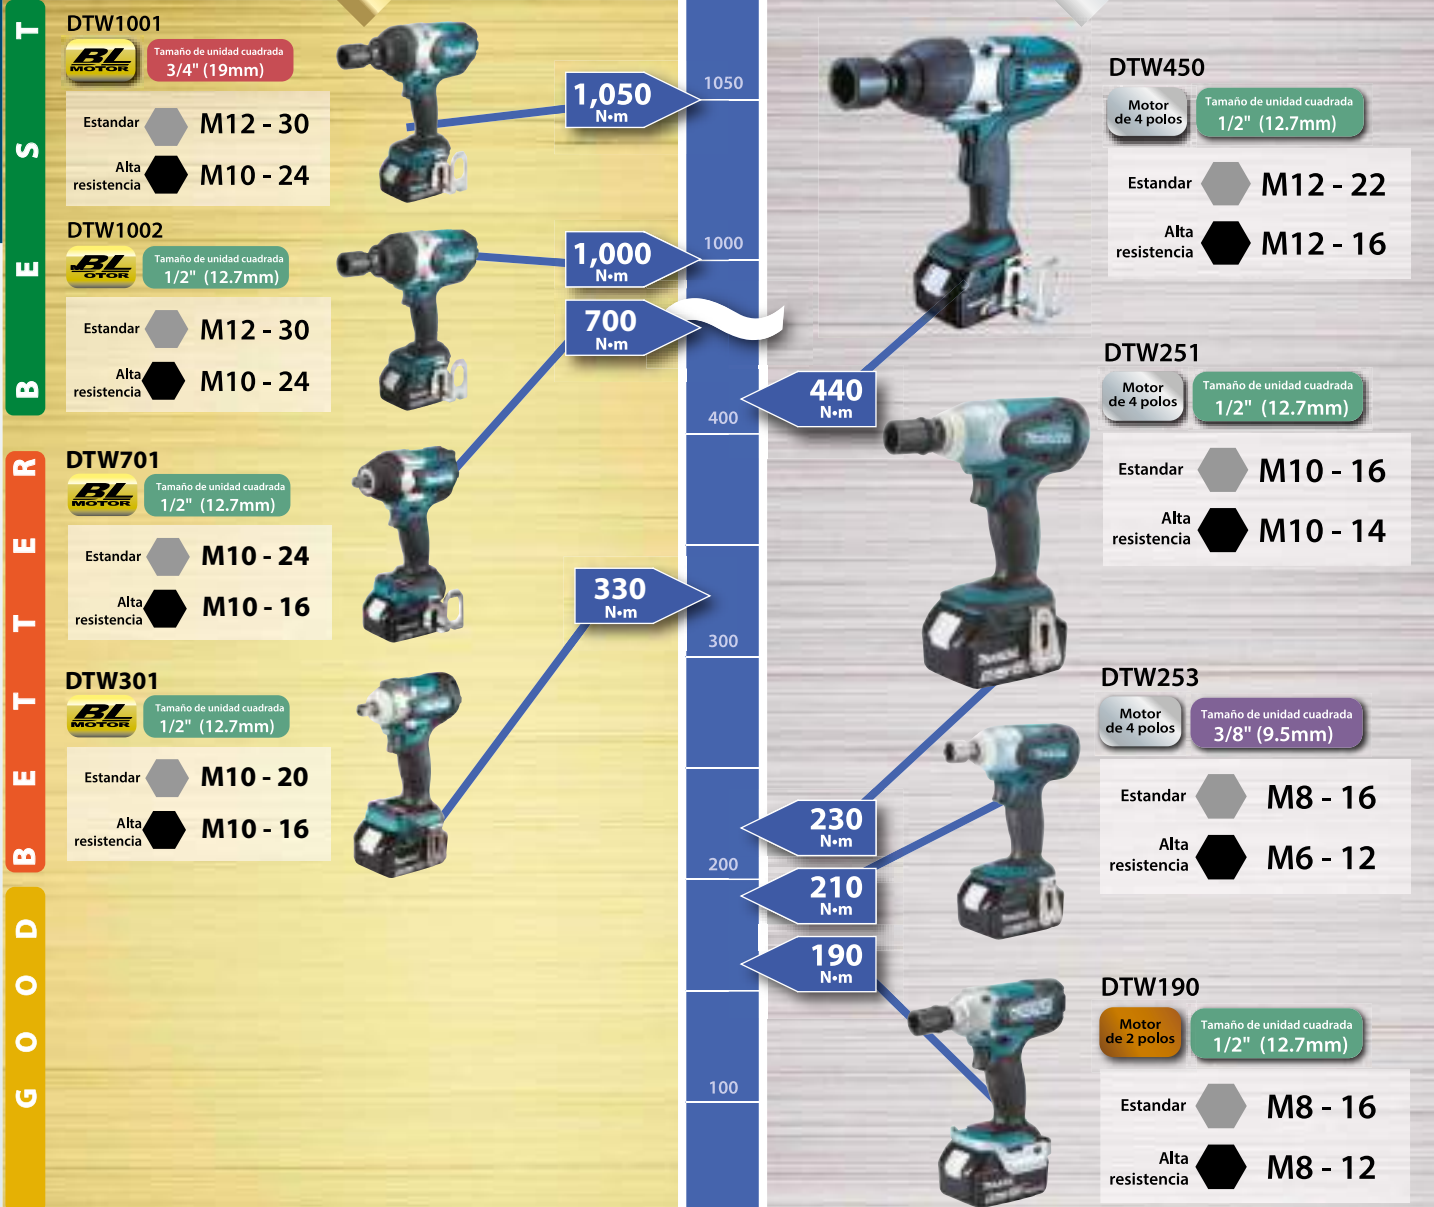 BEST
DTW1001
BL
MOTOR
Tamaño de unidad cuadrada
3/4" (19mm)
Estandar
M12 - 30
Alta
resistencia
M10 - 24
1,050
N•m
DTW1002
BL
OTOR
Tamaño de unidad cuadrada
1/2" (12.7mm)
Estandar
M12 - 30
Alta
resistencia
M10 - 24
1,000
N•m
700
N•m
BETTER
DTW701
BL
MOTOR
Tamaño de unidad cuadrada
1/2" (12.7mm)
Estandar
M10 - 24
Alta
resistencia
M10 - 16
330
N•m
DTW301
BL
MOTOR
Tamaño de unidad cuadrada
1/2" (12.7mm)
Estandar
M10 - 20
Alta
resistencia
M10 - 16
GOOD
1050
1000
400
300
200
100
DTW450
Motor
de 4 polos
Tamaño de unidad cuadrada
1/2" (12.7mm)
Estandar
M12 - 22
Alta
resistencia
M12 - 16
440
N•m
DTW251
Motor
de 4 polos
Tamaño de unidad cuadrada
1/2" (12.7mm)
Estandar
M10 - 16
Alta
resistencia
M10 - 14
230
N•m
DTW253
Motor
de 4 polos
Tamaño de unidad cuadrada
3/8" (9.5mm)
Estandar
M8 - 16
Alta
resistencia
M6 - 12
210
N•m
190
N•m
DTW190
Motor
de 2 polos
Tamaño de unidad cuadrada
1/2" (12.7mm)
Estandar
M8 - 16
Alta
resistencia
M8 - 12